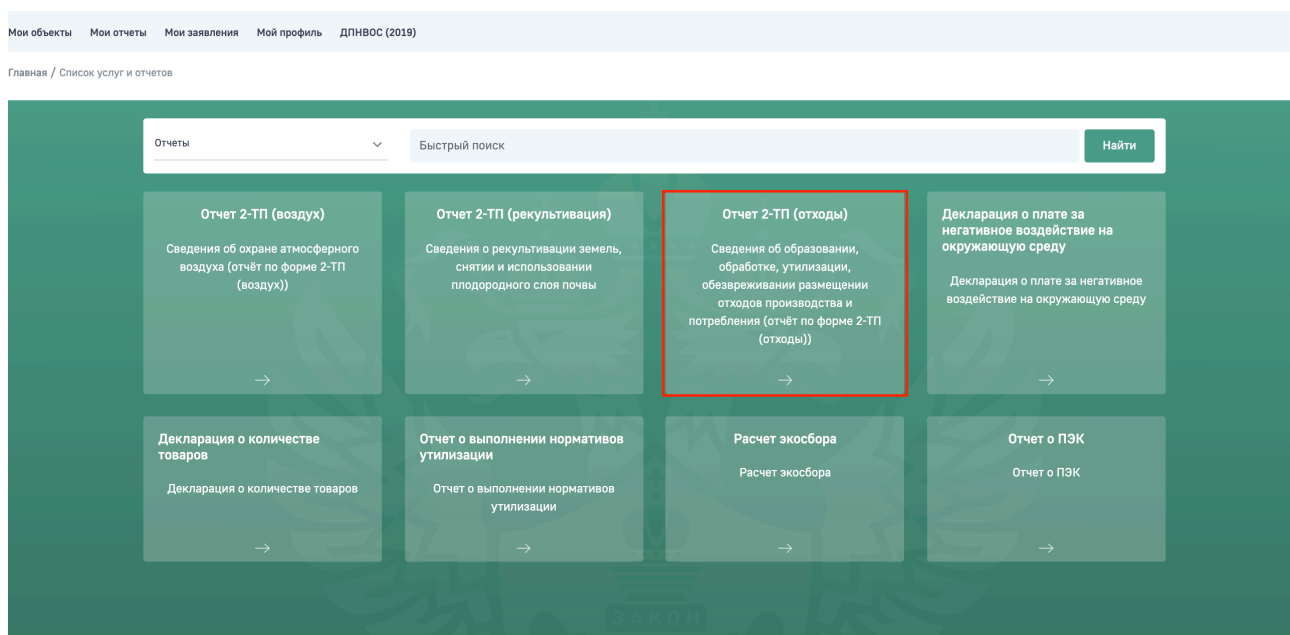 Мои объекты Мои отчеты Мои заявления Мой профиль ДПНВОС (2019)
Главная / Список услуг и отчетов
Отчеты
Быстрый поиск
Найти
Отчет 2-ТП (воздух)
Сведения об охране атмосферного
воздуха (отчёт по форме 2-ТП
(воздух))
Отчет 2-ТП (рекультивация)
Сведения о рекультивации земель,
снятии и использовании
плодородного слоя почвы
Отчет 2-ТП (отходы)
Сведения об образовании,
обработке, утилизации,
обезвреживании размещении
отходов производства и
потребления (отчёт по форме 2-ТП
(отходы))
Декларация о плате за
негативное воздействие на
окружающую среду
Декларация о плате за негативное
воздействие на окружающую среду
Декларация о количестве
товаров
Декларация о количестве товаров
Отчет о выполнении нормативов
утилизации
Отчет о выполнении нормативов
утилизации
Расчет экосбора
Расчет экосбора
Отчет о ПЭК
Отчет о ПЭК
ЗАКОН